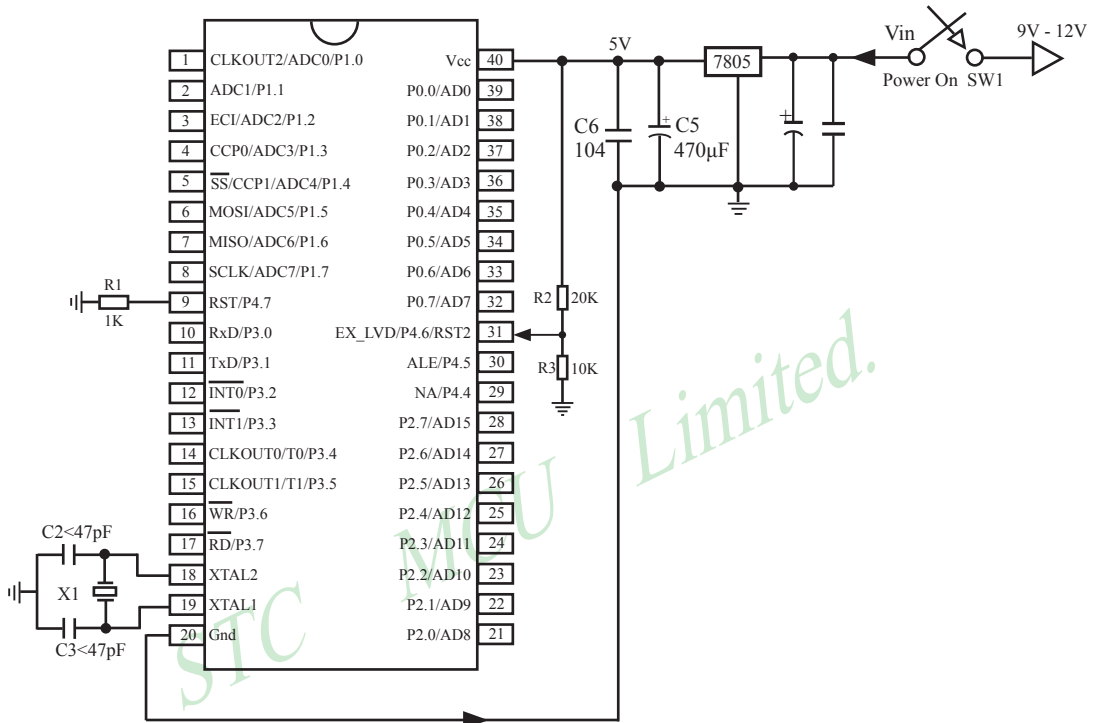 1 CLKOUT2/ADC0/P1.0
2 ADC1/P1.1
3 ECI/ADC2/P1.2
4 CCP0/ADC3/P1.3
5 SS/CCP1/ADC4/P1.4
6 MOSI/ADC5/P1.5
7 MISO/ADC6/P1.6
8 SCLK/ADC7/P1.7
9 RST/P4.7
10 RxD/P3.0
11 TxD/P3.1
12 INT0/P3.2
13 INT1/P3.3
14 CLKOUT0/T0/P3.4
15 CLKOUT1/T1/P3.5
16 WR/P3.6
17 RD/P3.7
18 XTAL2
19 XTAL1
20 Gnd
Vcc 40
P0.0/AD0 39
P0.1/AD1 38
P0.2/AD2 37
P0.3/AD3 36
P0.4/AD4 35
P0.5/AD5 34
P0.6/AD6 33
P0.7/AD7 32
EX_LVD/P4.6/RST2 31
ALE/P4.5 30
NA/P4.4 29
P2.7/AD15 28
P2.6/AD14 27
P2.5/AD13 26
P2.4/AD12 25
P2.3/AD11 24
P2.2/AD10 23
P2.1/AD9 22
P2.0/AD8 21
R1
1K
C2<47pF
X1
C3<47pF
5V
7805
Vin
9V - 12V
Power On SW1
C6
104
+
C5
470μF
+
R2 20K
R3 10K
STC MCU Limited.